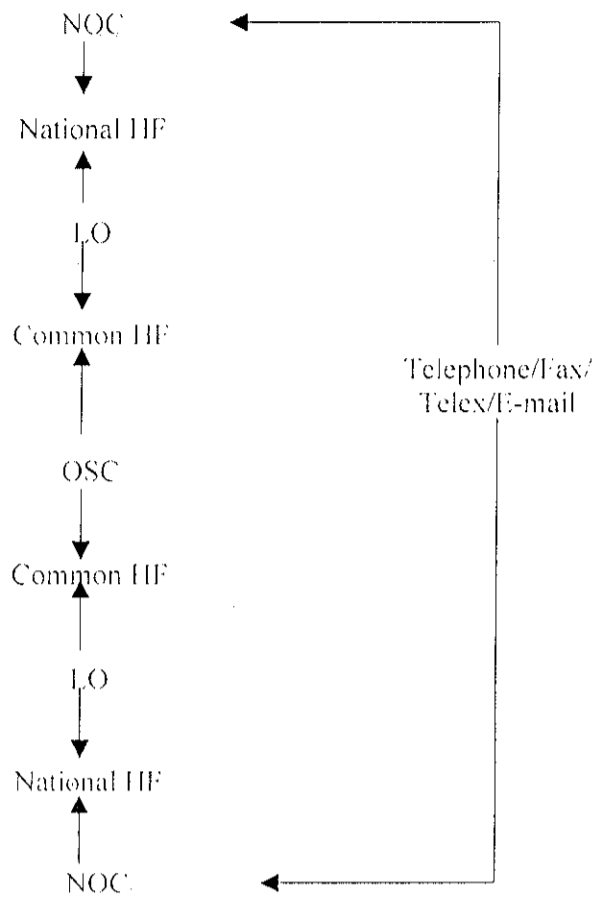 NOC
National HF
LO
Common HF
Telephone/Fax/
Telex/E-mail
OSC
Common HF
LO
National HF
NOC